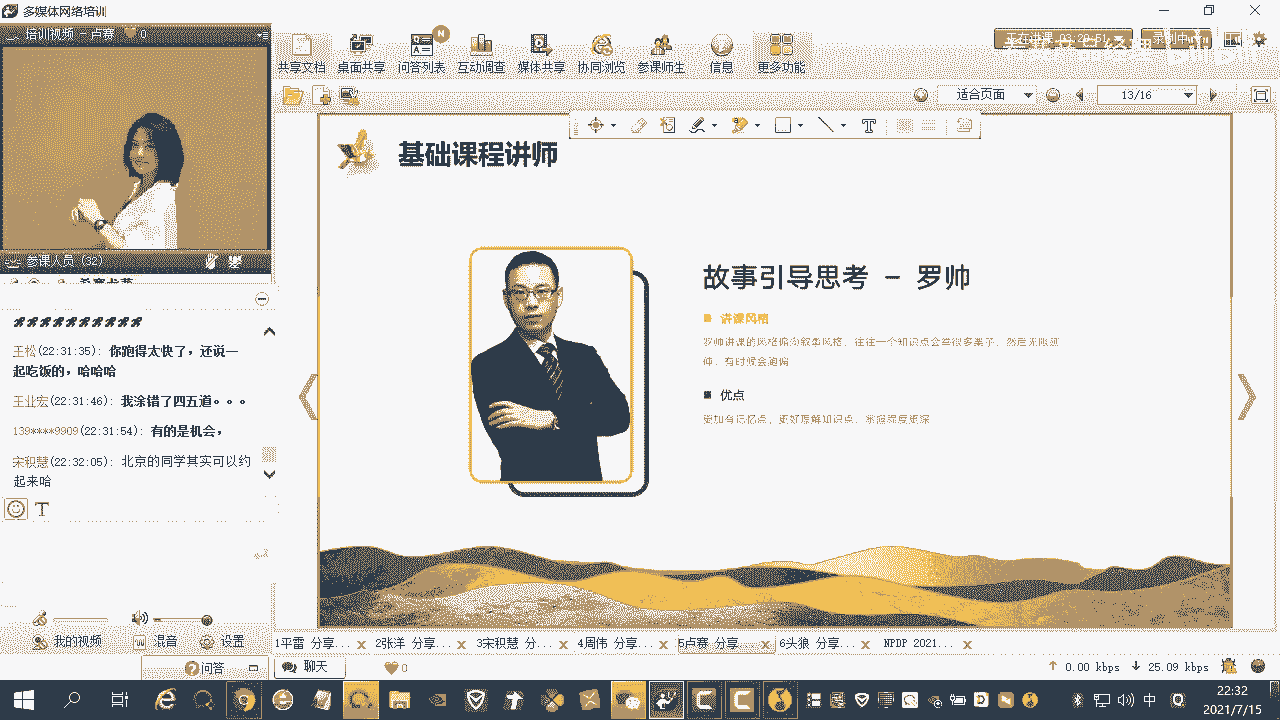 多媒体网络培训
培训视频 - 卢赛 0
正在讲课 03:20:51
录制中
共享文档 桌面共享 问答列表 互动调查 媒体共享 协同浏览 参课师生 信息 更多功能
N
适合页面
13/16
基础课程讲师
故事引导思考 - 罗帅
讲课风格
罗帅讲课的风格偏向叙事风格，往往一个知识点会举很多栗子，然后无限延
伸，有时候会跑偏
优点
更加有记忆点，更好理解知识点，掌握程度更深
参课人员 (32)
王松(22:31:35): 你跑得太快了，还说一
起吃饭的，哈哈哈
王业宏(22:31:46): 我涂错了四五道。。。
139****9909(22:31:54): 有的是机会，
宋积慧(22:32:05): 北京的同学其实可以约
起来哈
我的视频 混音 设置
1平雷 分享... 2张洋 分享... 3宋积慧 分... 4周伟 分享... 5卢赛 分享... 6头狼 分享... NPDP 2021...
问答
聊天
0
0.00 kbps 25.09 kbps
中
22:32
2021/7/15